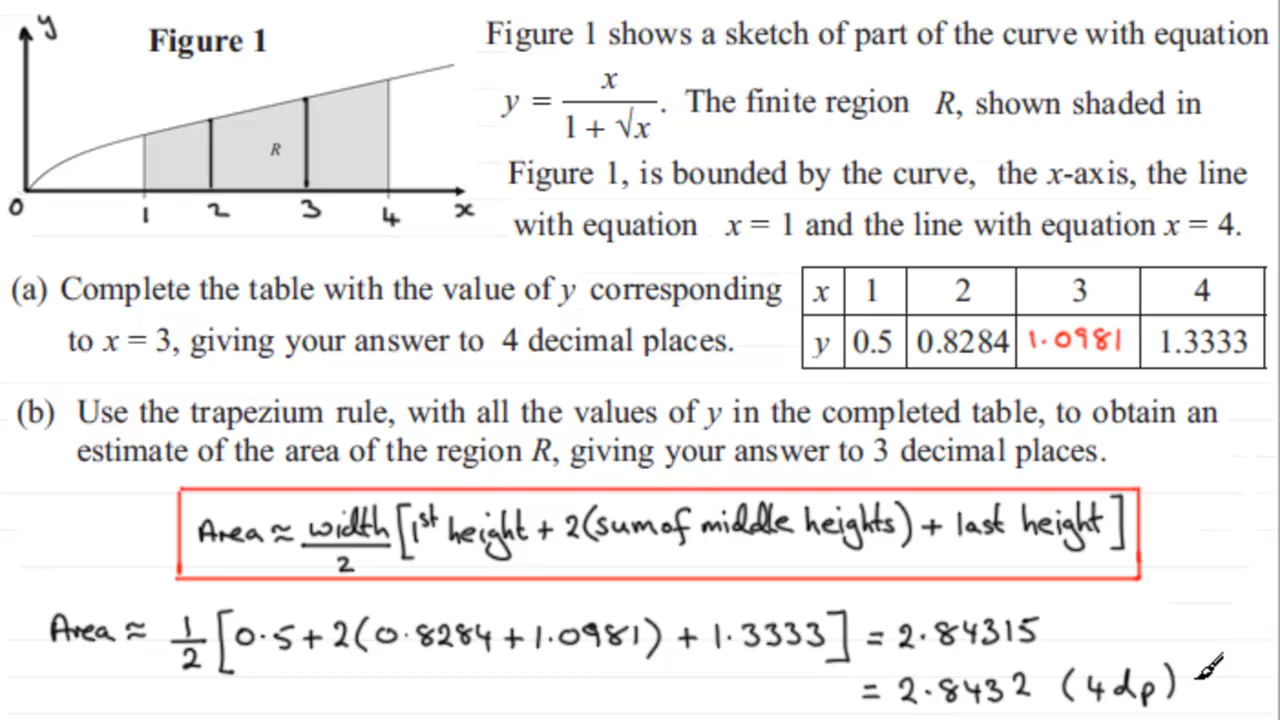 y
Figure 1
Figure 1 shows a sketch of part of the curve with equation
y = x / (1 + √x). The finite region R, shown shaded in
R
Figure 1, is bounded by the curve, the x-axis, the line
0 1 2 3 4 x
with equation x = 1 and the line with equation x = 4.
(a) Complete the table with the value of y corresponding
to x = 3, giving your answer to 4 decimal places.
x 1 2 3 4
y 0.5 0.8284 1.0981 1.3333
(b) Use the trapezium rule, with all the values of y in the completed table, to obtain an
estimate of the area of the region R, giving your answer to 3 decimal places.
Area ≈ width/2 [1st height + 2(sum of middle heights) + last height]
Area ≈ 1/2 [0.5 + 2(0.8284 + 1.0981) + 1.3333] = 2.84315
= 2.8432 (4dp)